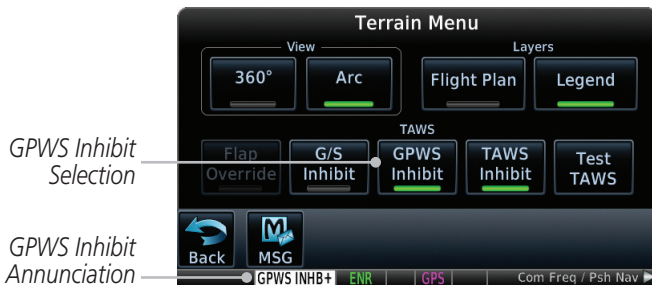 Terrain Menu
View
Layers
360°
Arc
Flight Plan
Legend
TAWS
GPWS Inhibit
Selection
Flap
Override
G/S
Inhibit
GPWS
Inhibit
TAWS
Inhibit
Test
TAWS
Back
MSG
GPWS Inhibit
Annunciation
GPWS INHB+
ENR
GPS
Com Freq / Psh Nav